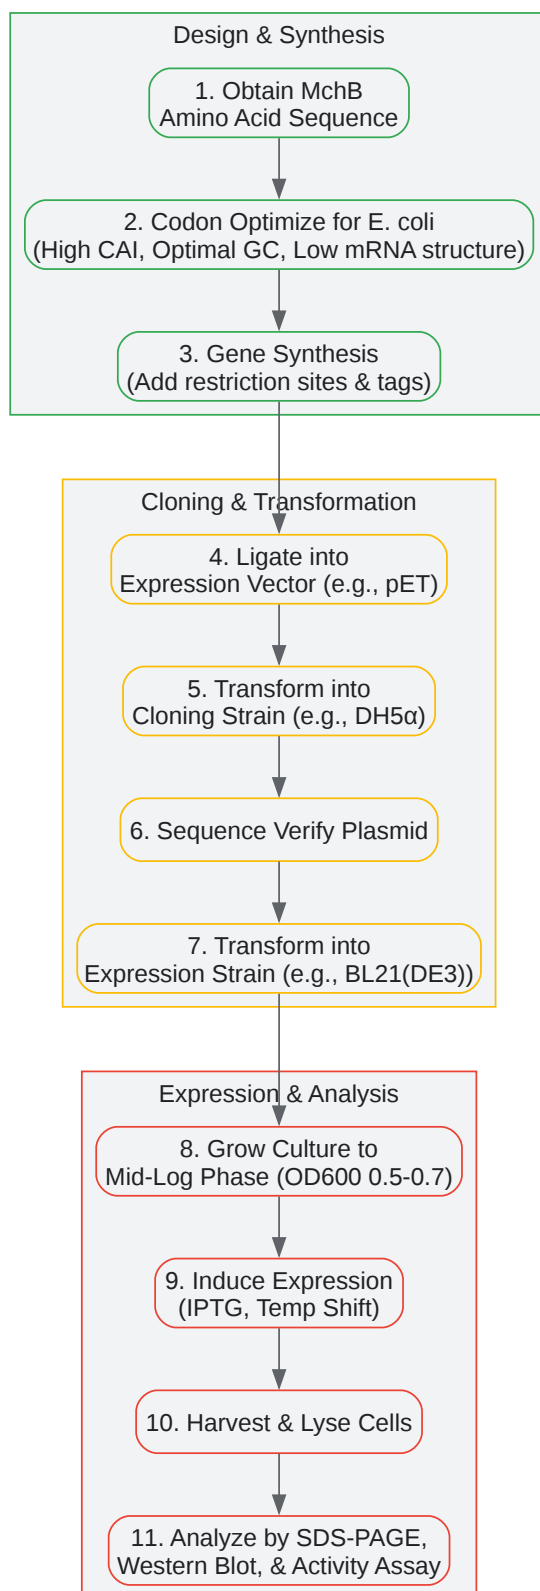 Design & Synthesis
1. Obtain MchB
Amino Acid Sequence
2. Codon Optimize for E. coli
(High CAI, Optimal GC, Low mRNA structure)
3. Gene Synthesis
(Add restriction sites & tags)
Cloning & Transformation
4. Ligate into
Expression Vector (e.g., pET)
5. Transform into
Cloning Strain (e.g., DH5α)
6. Sequence Verify Plasmid
7. Transform into
Expression Strain (e.g., BL21(DE3))
Expression & Analysis
8. Grow Culture to
Mid-Log Phase (OD600 0.5-0.7)
9. Induce Expression
(IPTG, Temp Shift)
10. Harvest & Lyse Cells
11. Analyze by SDS-PAGE,
Western Blot, & Activity Assay